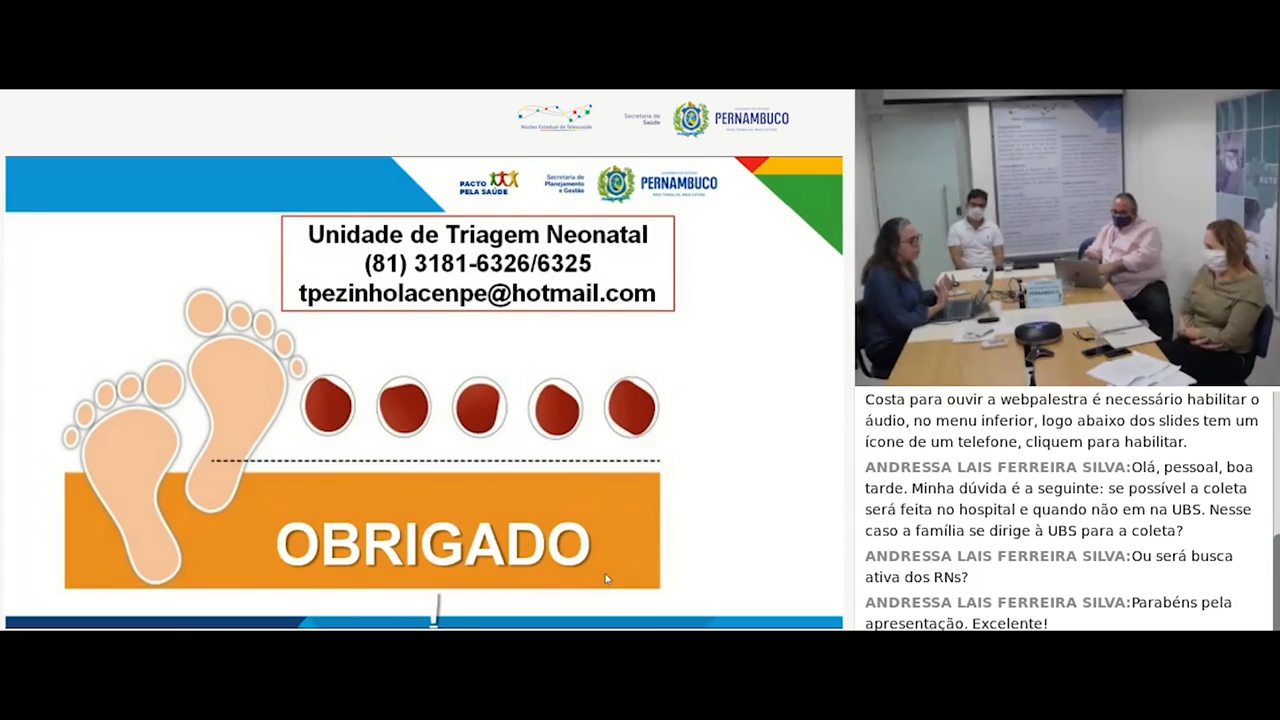 Núcleo Estadual de Telessaúde
Secretaria de
Saúde
PERNAMBUCO
PACTO
PELA SAÚDE
Secretaria de
Planejamento
e Gestão
PERNAMBUCO
Unidade de Triagem Neonatal
(81) 3181-6326/6325
tpezinholacenpe@hotmail.com
OBRIGADO
!
PERNAMBUCO
RUTE
Costa para ouvir a webpalestra é necessário habilitar o
áudio, no menu inferior, logo abaixo dos slides tem um
ícone de um telefone, cliquem para habilitar.
ANDRESSA LAIS FERREIRA SILVA:Olá, pessoal, boa
tarde. Minha dúvida é a seguinte: se possível a coleta
será feita no hospital e quando não em na UBS. Nesse
caso a família se dirige à UBS para a coleta?
ANDRESSA LAIS FERREIRA SILVA:Ou será busca
ativa dos RNs?
ANDRESSA LAIS FERREIRA SILVA:Parabéns pela
apresentação. Excelente!